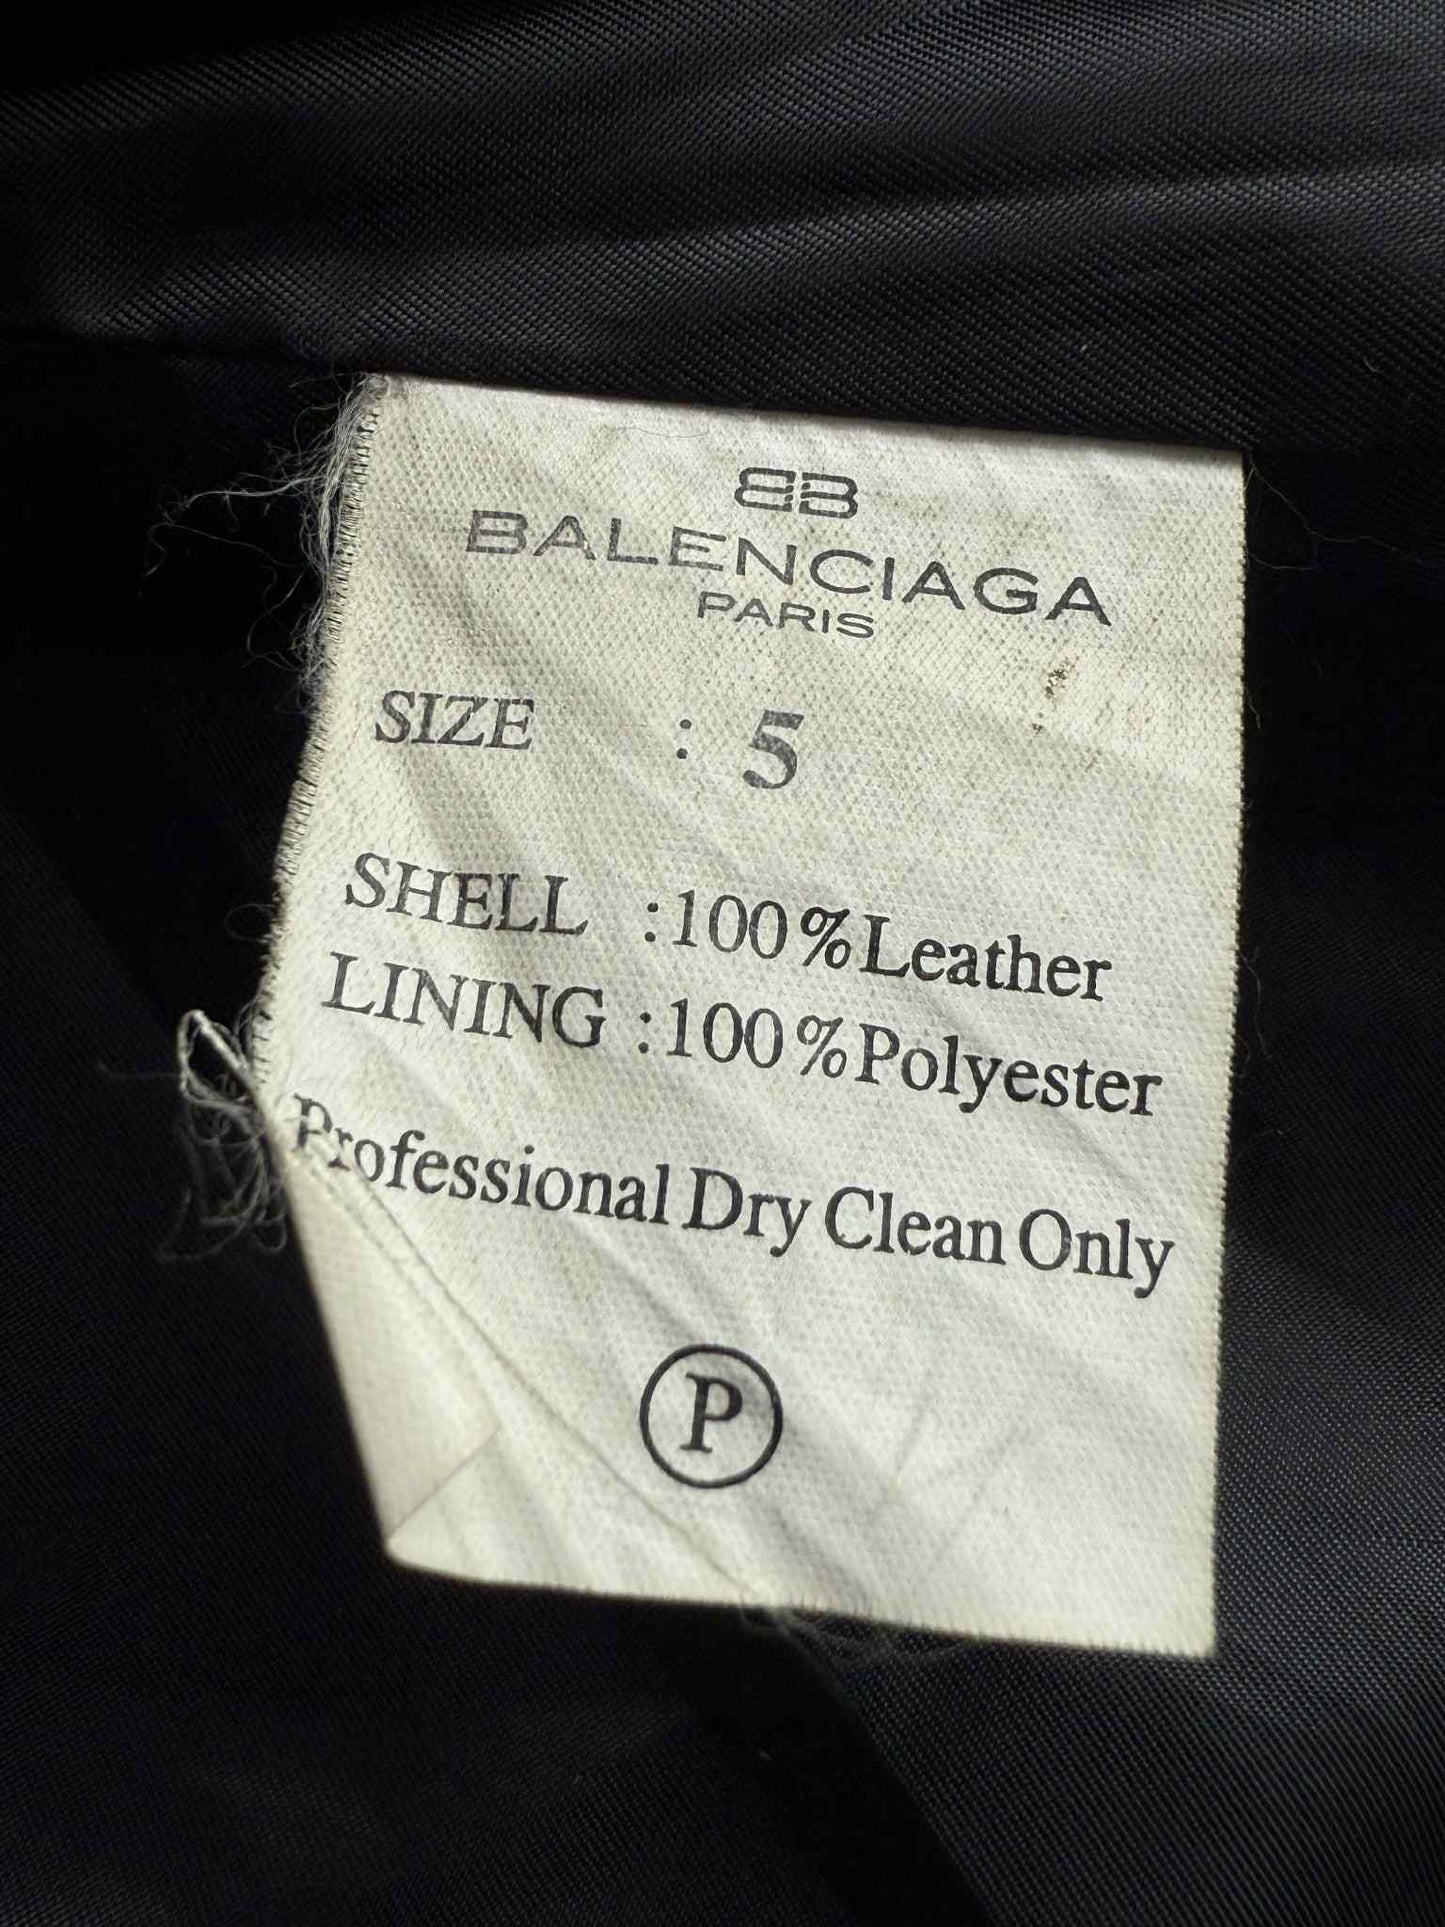 BB
BALENCIAGA
PARIS
SIZE : 5
SHELL :100%Leather
LINING :100%Polyester
Professional Dry Clean Only
P